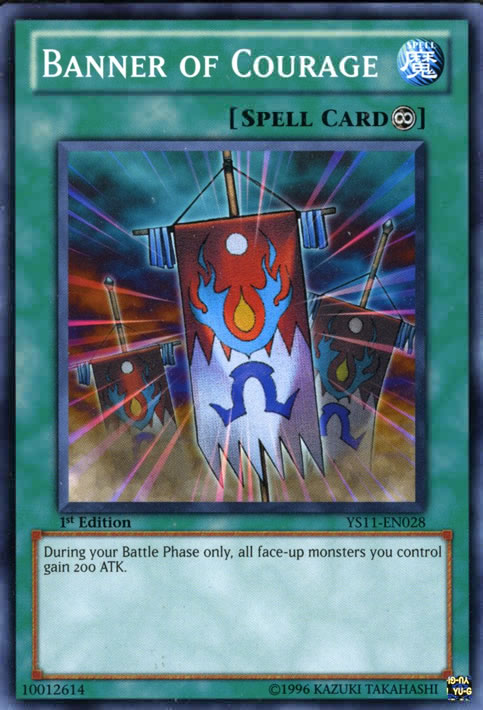 BANNER OF COURAGE
SPELL
魔
[SPELL CARD♾]
1st Edition YS11-EN028
During your Battle Phase only, all face-up monsters you control
gain 200 ATK.
10012614 ©1996 KAZUKI TAKAHASHI